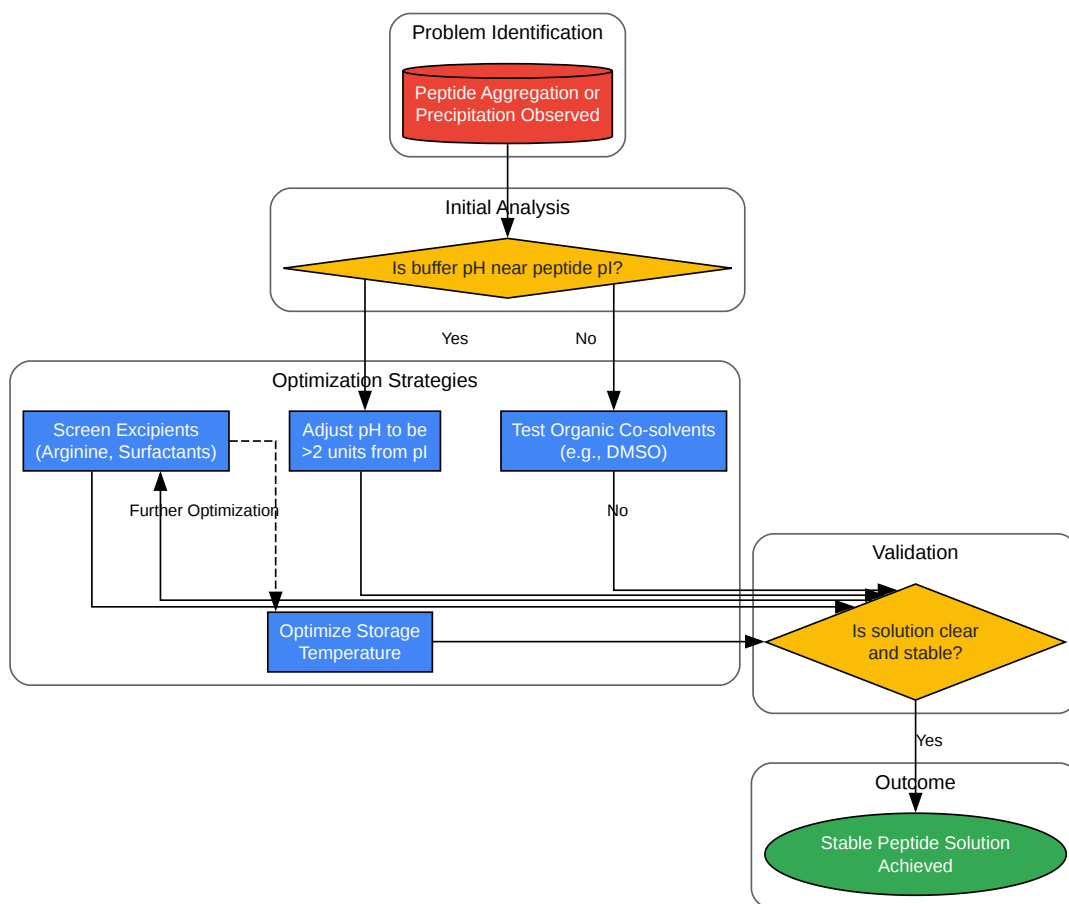 Problem Identification
Peptide Aggregation or
Precipitation Observed
Initial Analysis
Is buffer pH near peptide pI?
Yes
No
Optimization Strategies
Screen Excipients
(Arginine, Surfactants)
Adjust pH to be
>2 units from pI
Test Organic Co-solvents
(e.g., DMSO)
Further Optimization
No
Validation
Optimize Storage
Temperature
Is solution clear
and stable?
Yes
Outcome
Stable Peptide Solution
Achieved